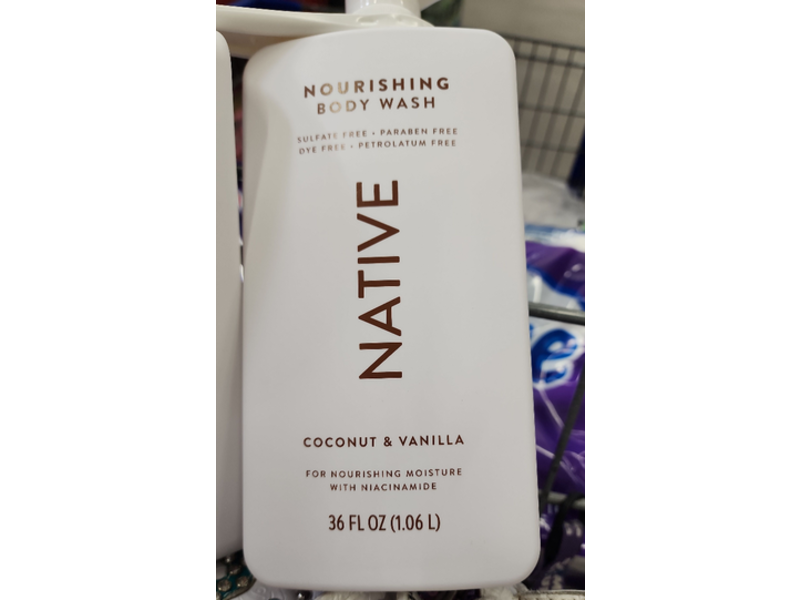 NOURISHING
BODY WASH
SULFATE FREE • PARABEN FREE
DYE FREE • PETROLATUM FREE
NATIVE
COCONUT & VANILLA
FOR NOURISHING MOISTURE
WITH NIACINAMIDE
36 FL OZ (1.06 L)